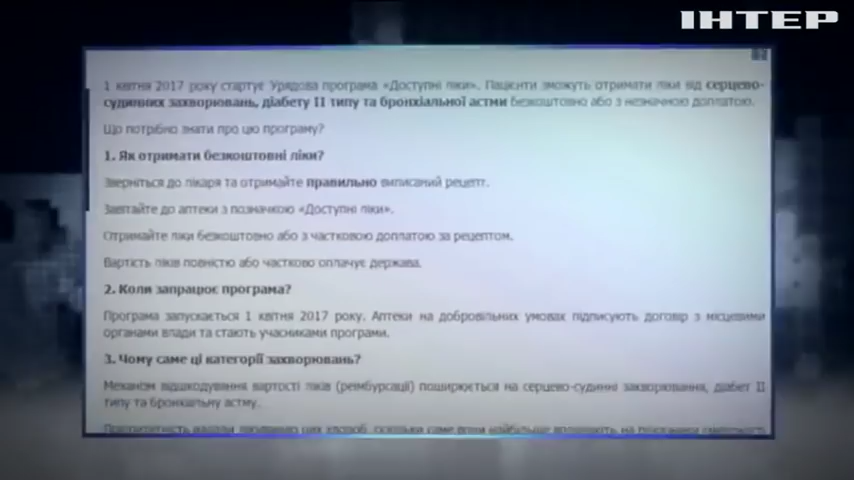 ІНТЕР
1 квітня 2017 року стартує Урядова програма «Доступні ліки». Пацієнти зможуть отримати ліки від серцево-
судинних захворювань, діабету II типу та бронхіальної астми безкоштовно або з незначною доплатою.
Що потрібно знати про цю програму?
1. Як отримати безкоштовні ліки?
Зверніться до лікаря та отримайте правильно виписаний рецепт.
Завітайте до аптеки з позначкою «Доступні ліки».
Отримайте ліки безкоштовно або з частковою доплатою за рецептом.
Вартість ліків повністю або частково оплачує держава.
2. Коли запрацює програма?
Програма запускається 1 квітня 2017 року. Аптеки на добровільних умовах підписують договір з місцевими
органами влади та стають учасниками програми.
3. Чому саме ці категорії захворювань?
Механізм відшкодування вартості ліків (реімбурсації) поширюється на серцево-судинні захворювання, діабет II
типу та бронхіальну астму.